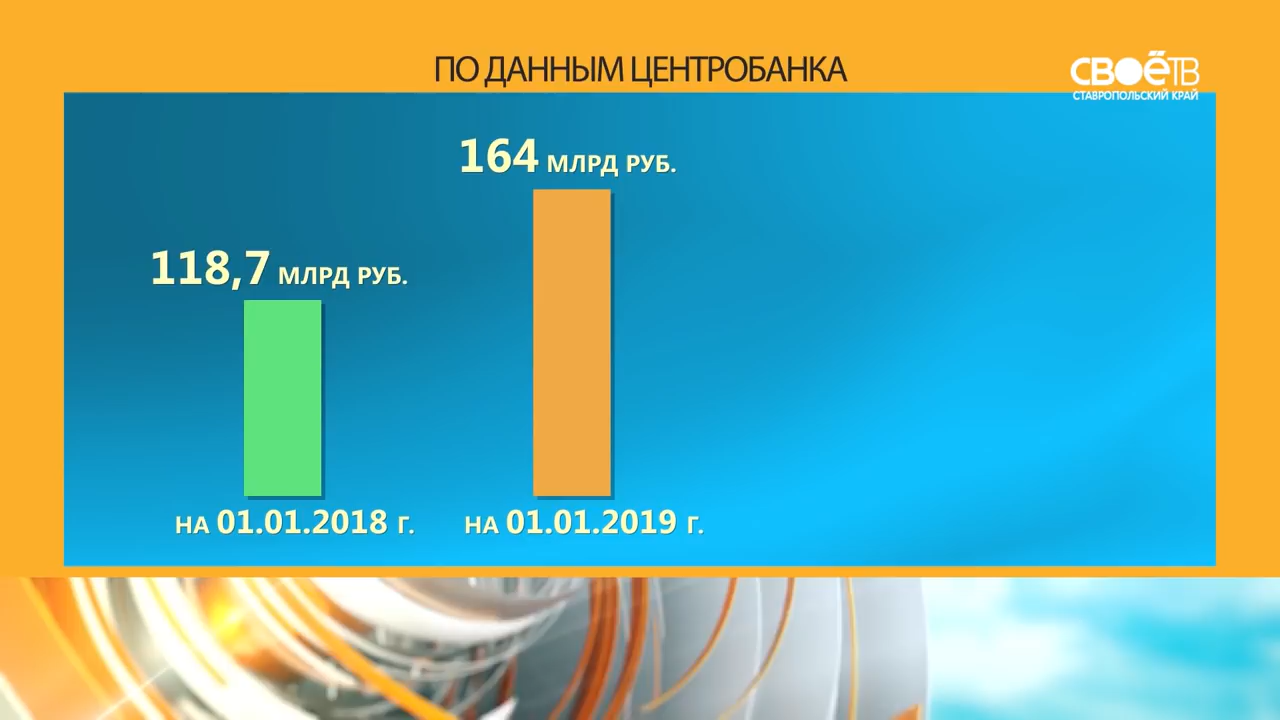 ПО ДАННЫМ ЦЕНТРОБАНКА
СВОЁТВ
СТАВРОПОЛЬСКИЙ КРАЙ
164 МЛРД РУБ.
118,7 МЛРД РУБ.
НА 01.01.2018 Г.
НА 01.01.2019 Г.